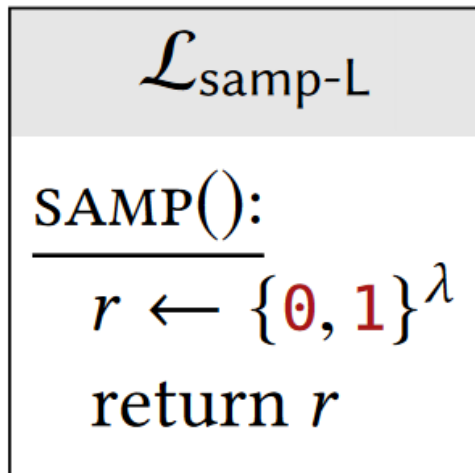 ℒsamp-L
SAMP():
r ← {0, 1}^λ
return r